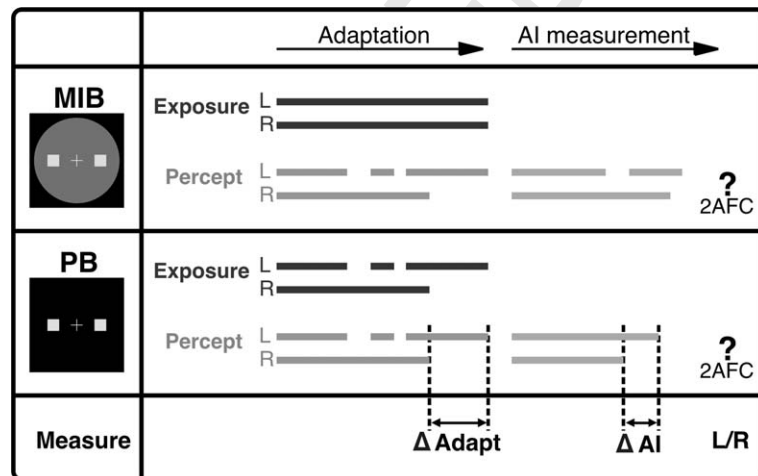 Adaptation AI measurement
MIB
Exposure L
R
Percept L
R
?
2AFC
PB
Exposure L
R
Percept L
R
?
2AFC
Measure Δ Adapt Δ AI L/R